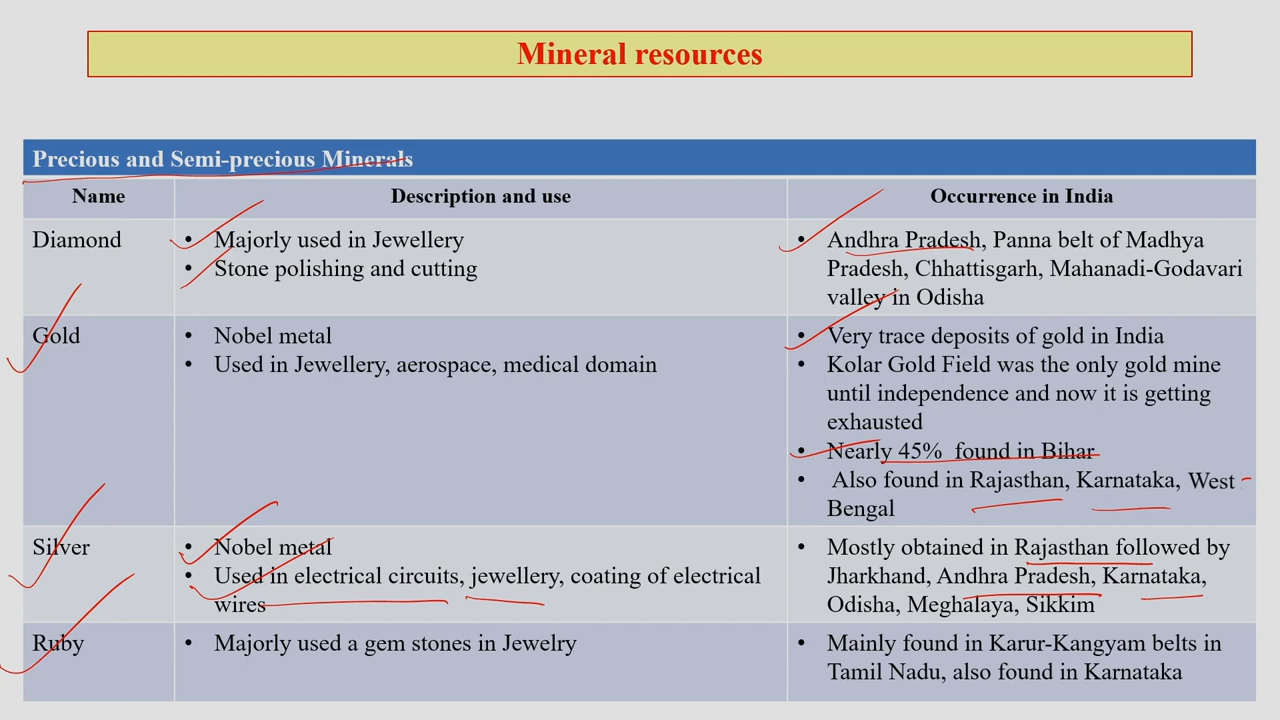 Mineral resources
Precious and Semi-precious Minerals
Name
Description and use
Occurrence in India
Diamond
• Majorly used in Jewellery
• Stone polishing and cutting
• Andhra Pradesh, Panna belt of Madhya
Pradesh, Chhattisgarh, Mahanadi-Godavari
valley in Odisha
Gold
• Nobel metal
• Used in Jewellery, aerospace, medical domain
• Very trace deposits of gold in India
• Kolar Gold Field was the only gold mine
until independence and now it is getting
exhausted
• Nearly 45% found in Bihar
• Also found in Rajasthan, Karnataka, West
Bengal
Silver
• Nobel metal
• Used in electrical circuits, jewellery, coating of electrical
wires
• Mostly obtained in Rajasthan followed by
Jharkhand, Andhra Pradesh, Karnataka,
Odisha, Meghalaya, Sikkim
Ruby
• Majorly used a gem stones in Jewelry
• Mainly found in Karur-Kangyam belts in
Tamil Nadu, also found in Karnataka